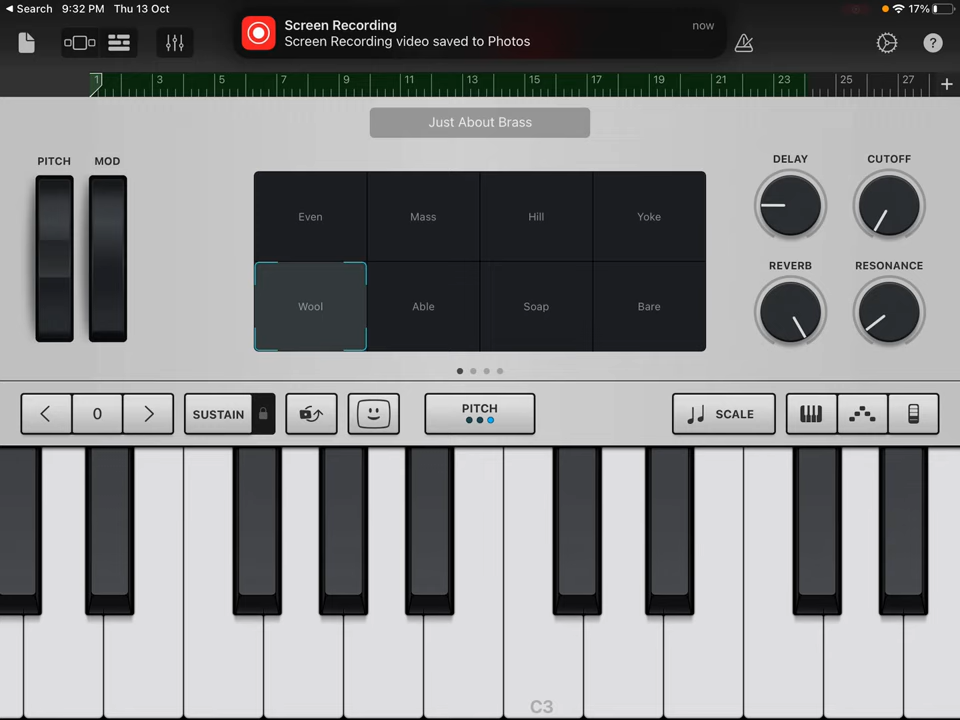 Search 9:32 PM Thu 13 Oct
17%
Screen Recording
now
Screen Recording video saved to Photos
?
1 3 5 7 9 11 13 15 17 19 21 23 25 27 +
Just About Brass
PITCH MOD
DELAY CUTOFF
Even Mass Hill Yoke
REVERB RESONANCE
Wool Able Soap Bare
0 SUSTAIN PITCH SCALE
C3